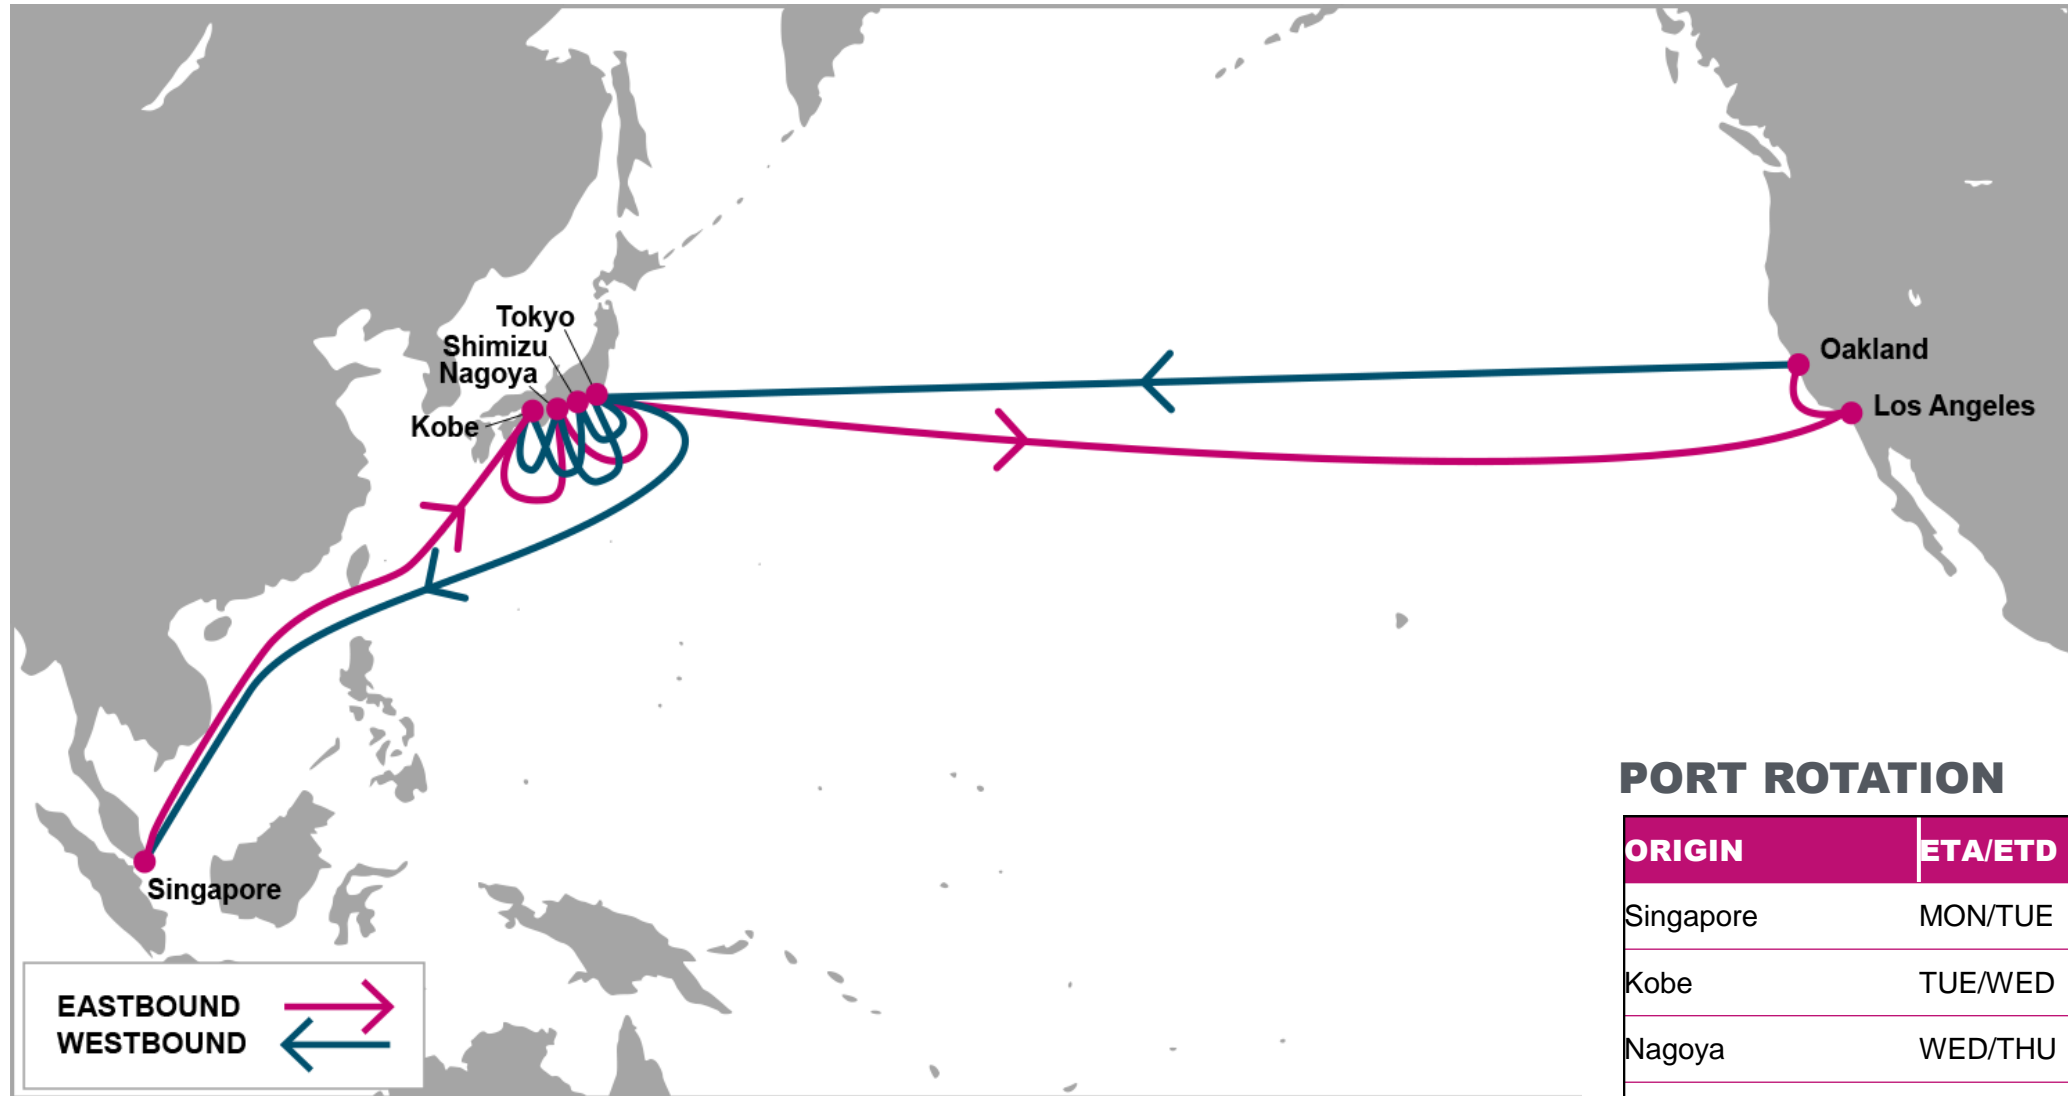 Tokyo
Shimizu
Nagoya
Kobe
Oakland
Los Angeles
Singapore
EASTBOUND
WESTBOUND
PORT ROTATION
ORIGIN ETA/ETD
Singapore MON/TUE
Kobe TUE/WED
Nagoya WED/THU